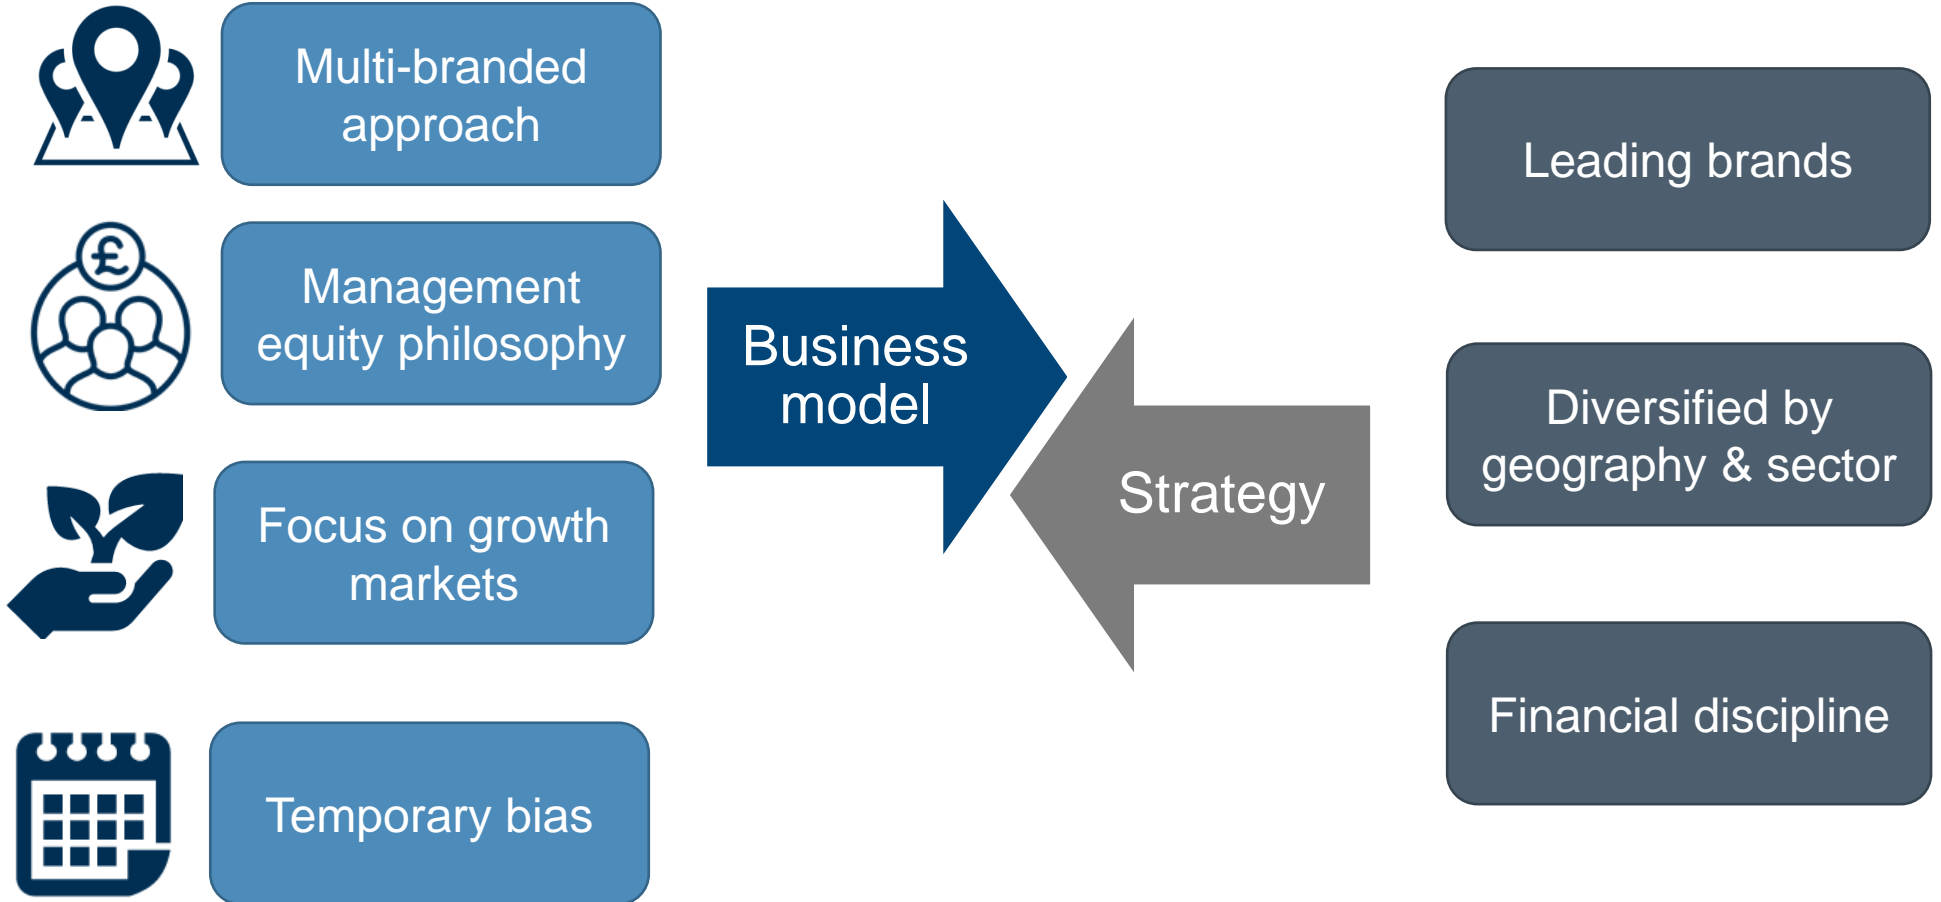 Multi-branded
approach
Management
equity philosophy
Focus on growth
markets
Temporary bias
£
Business
model
Strategy
Leading brands
Diversified by
geography & sector
Financial discipline